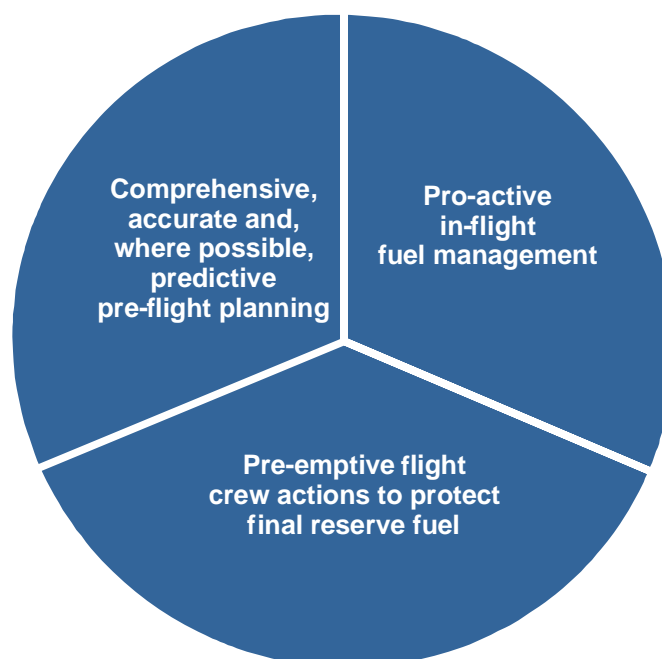 Comprehensive,
accurate and,
where possible,
predictive
pre-flight planning
Pro-active
in-flight
fuel management
Pre-emptive flight
crew actions to protect
final reserve fuel